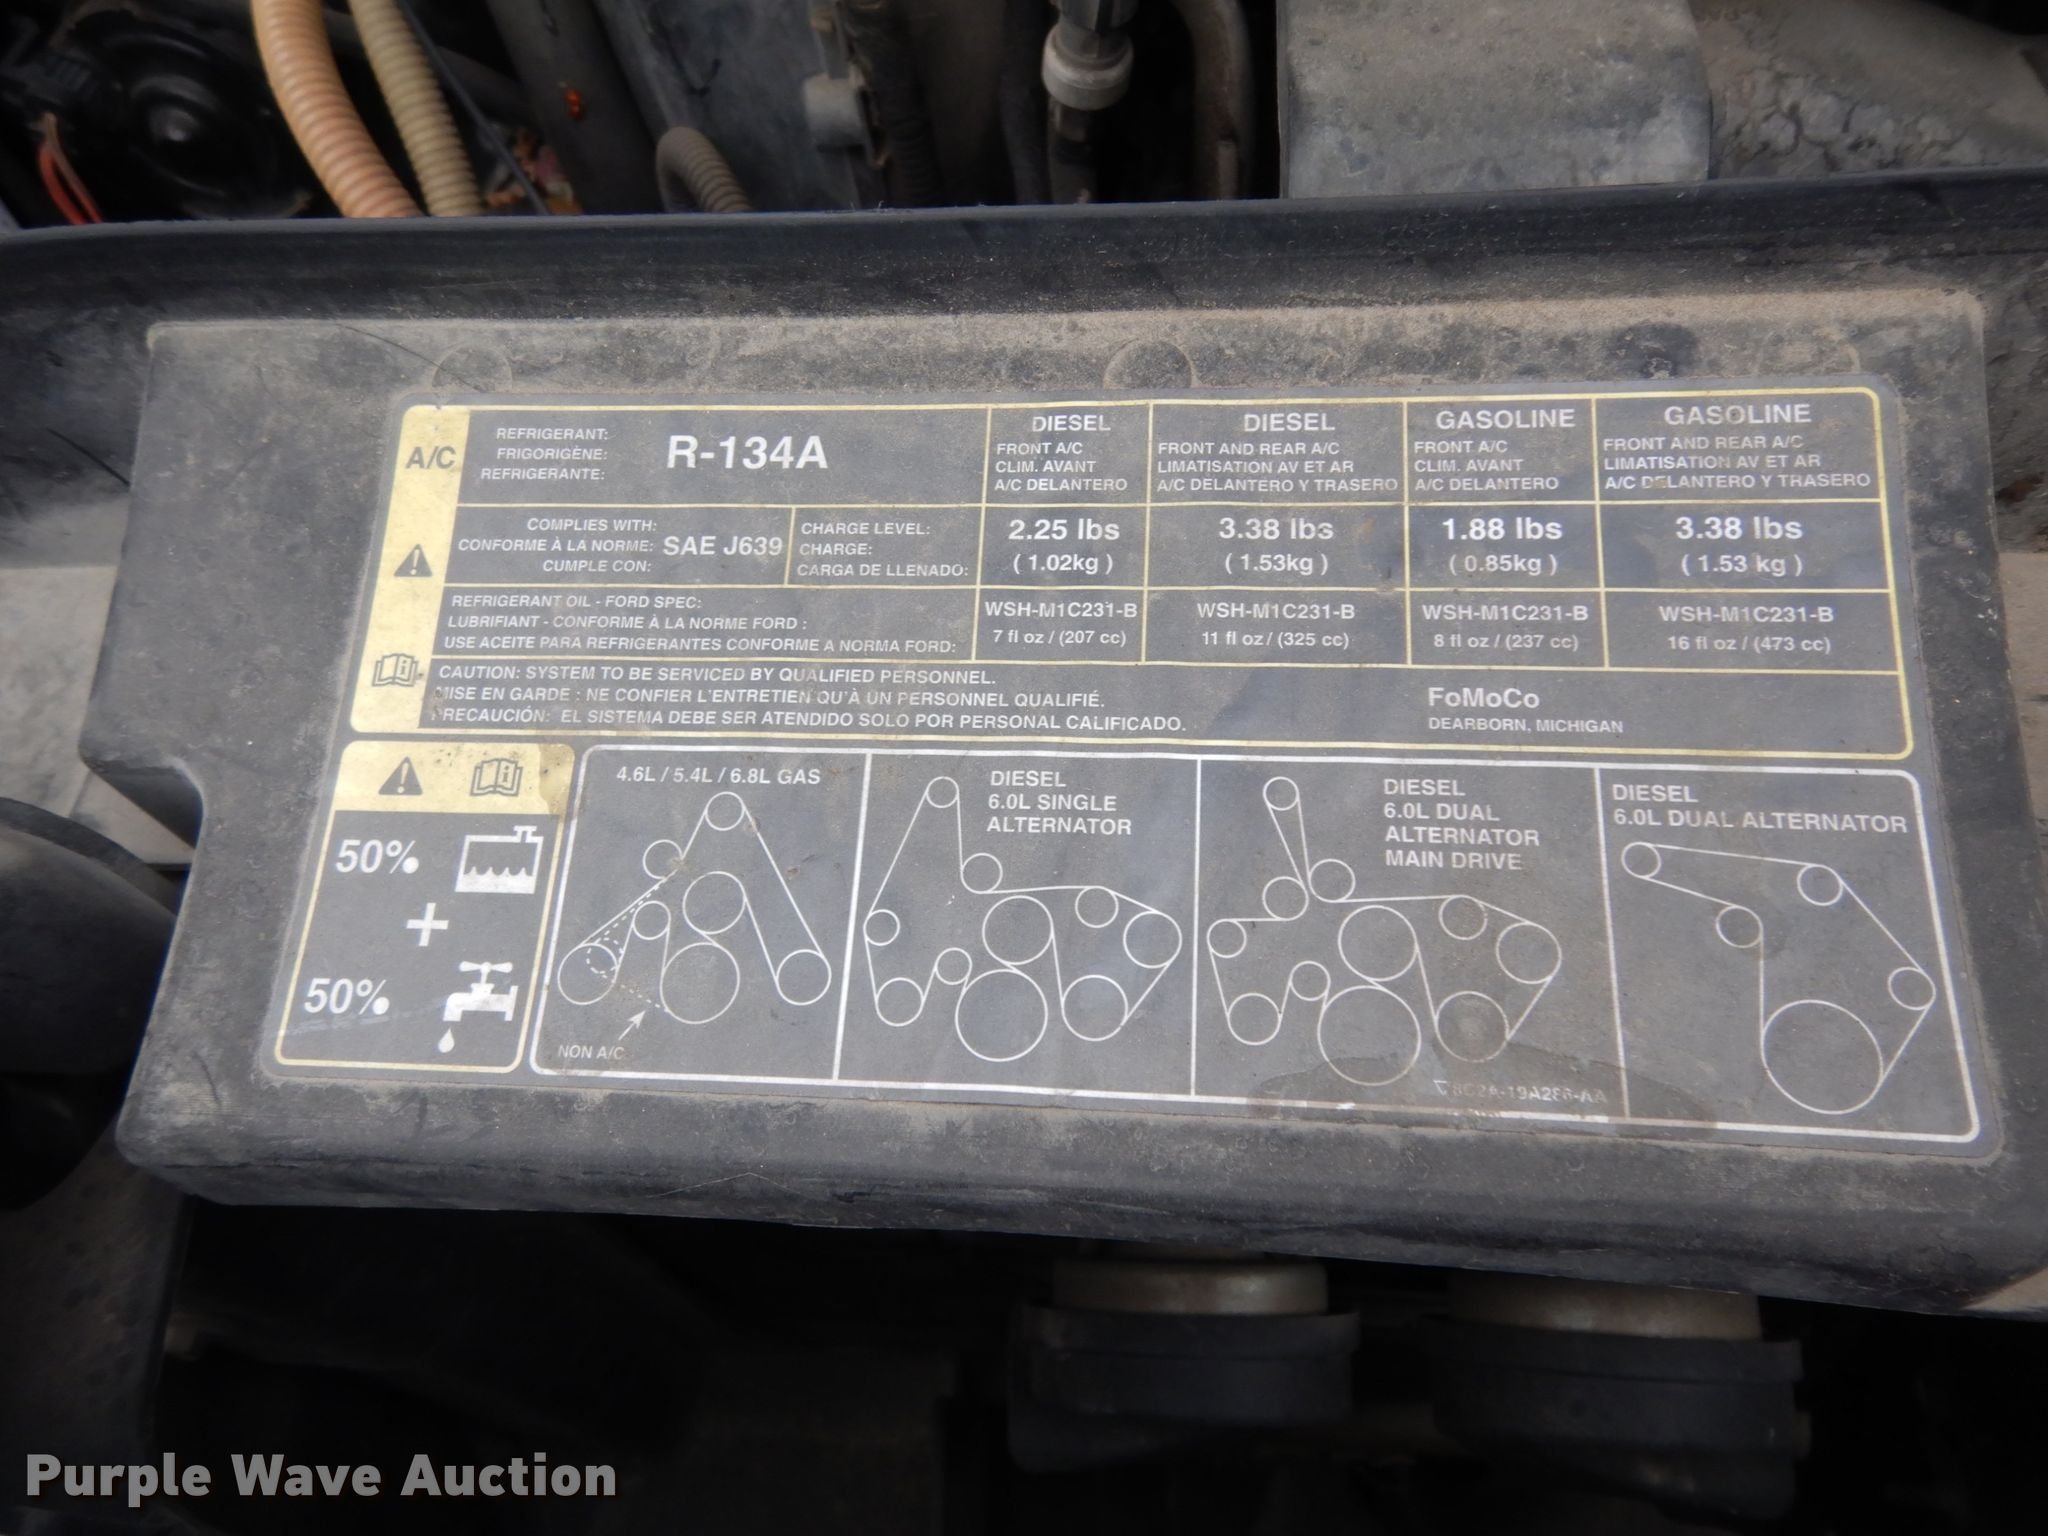 A/C
REFRIGERANT:
FRIGORIGÈNE:
REFRIGERANTE:
R-134A
DIESEL
FRONT A/C
CLIM. AVANT
A/C DELANTERO
DIESEL
FRONT AND REAR A/C
LIMATISATION AV ET AR
A/C DELANTERO Y TRASERO
GASOLINE
FRONT A/C
CLIM. AVANT
A/C DELANTERO
GASOLINE
FRONT AND REAR A/C
LIMATISATION AV ET AR
A/C DELANTERO Y TRASERO
COMPLIES WITH:
CONFORME À LA NORME:
CUMPLE CON:
SAE J639
CHARGE LEVEL:
CHARGE:
CARGA DE LLENADO:
2.25 lbs
(1.02kg)
3.38 lbs
(1.53kg)
1.88 lbs
(0.85kg)
3.38 lbs
(1.53 kg)
REFRIGERANT OIL - FORD SPEC:
LUBRIFIANT - CONFORME À LA NORME FORD :
USE ACEITE PARA REFRIGERANTES CONFORME A NORMA FORD:
WSH-M1C231-B
7 fl oz / (207 cc)
WSH-M1C231-B
11 fl oz / (325 cc)
WSH-M1C231-B
8 fl oz / (237 cc)
WSH-M1C231-B
16 fl oz / (473 cc)
CAUTION: SYSTEM TO BE SERVICED BY QUALIFIED PERSONNEL.
MISE EN GARDE : NE CONFIER L'ENTRETIEN QU'À UN PERSONNEL QUALIFIÉ.
PRECAUCIÓN: EL SISTEMA DEBE SER ATENDIDO SOLO POR PERSONAL CALIFICADO.
FoMoCo
DEARBORN, MICHIGAN
50%
+
50%
4.6L / 5.4L / 6.8L GAS
NON A/C
DIESEL
6.0L SINGLE
ALTERNATOR
DIESEL
6.0L DUAL
ALTERNATOR
MAIN DRIVE
DIESEL
6.0L DUAL ALTERNATOR
Purple Wave Auction